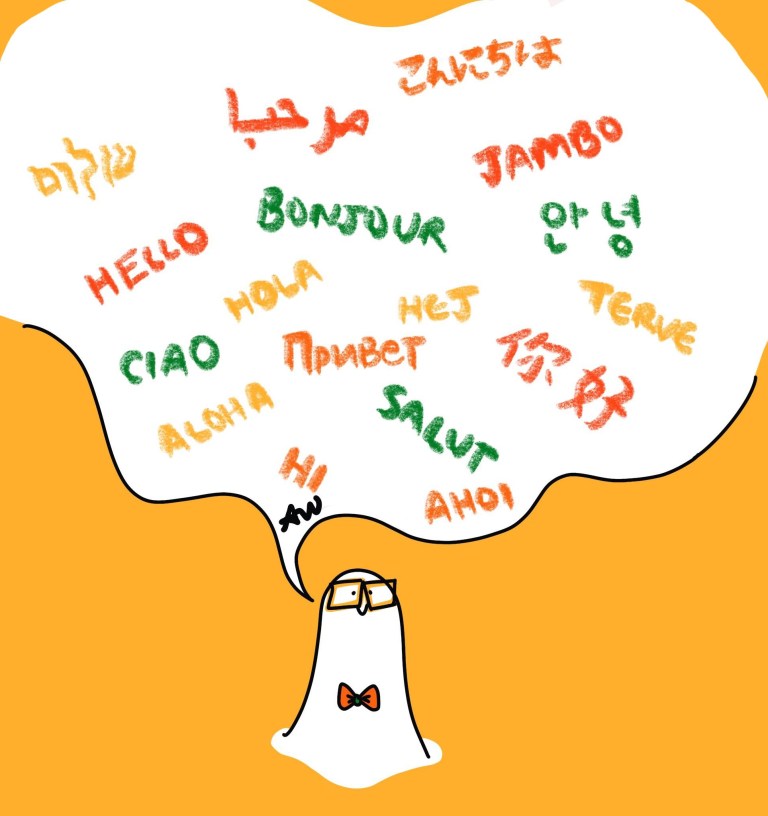 こんにちは
مرحبا
JAMBO
שלום
BONJOUR
안녕
HELLO
HOLA
HEJ
TERVE
CIAO
Привет
你好
ALOHA
SALUT
HI
AHOI
AW